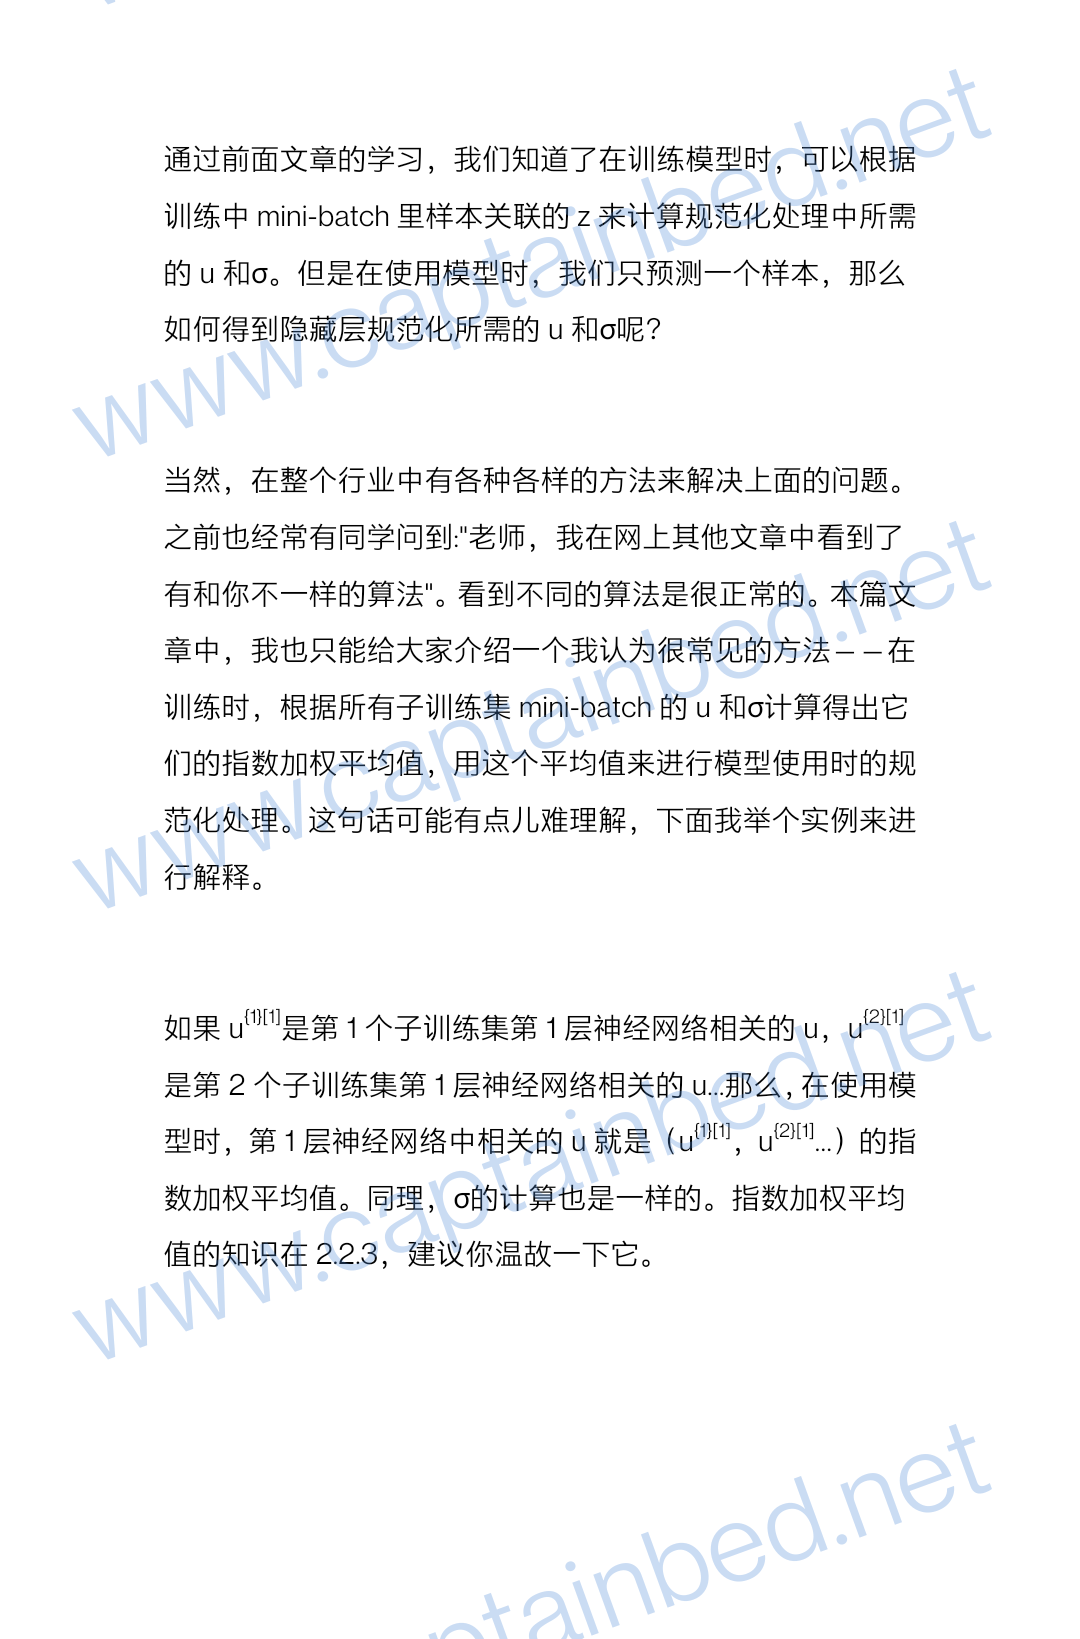 通过前面文章的学习，我们知道了在训练模型时，可以根据
训练中 mini-batch 里样本关联的 z 来计算规范化处理中所需
的 u 和σ。但是在使用模型时，我们只预测一个样本，那么
如何得到隐藏层规范化所需的 u 和σ呢？
当然，在整个行业中有各种各样的方法来解决上面的问题。
之前也经常有同学问到:"老师，我在网上其他文章中看到了
有和你不一样的算法"。看到不同的算法是很正常的。本篇文
章中，我也只能给大家介绍一个我认为很常见的方法——在
训练时，根据所有子训练集 mini-batch 的 u 和σ计算得出它
们的指数加权平均值，用这个平均值来进行模型使用时的规
范化处理。这句话可能有点儿难理解，下面我举个实例来进
行解释。
如果 u{1}[1]是第 1 个子训练集第 1 层神经网络相关的 u，u{2}[1]
是第 2 个子训练集第 1 层神经网络相关的 u...那么，在使用模
型时，第 1 层神经网络中相关的 u 就是（u{1}[1]，u{2}[1]...）的指
数加权平均值。同理，σ的计算也是一样的。指数加权平均
值的知识在 2.2.3，建议你温故一下它。
www.captainbed.net
www.captainbed.net
www.captainbed.net
ptainbed.net